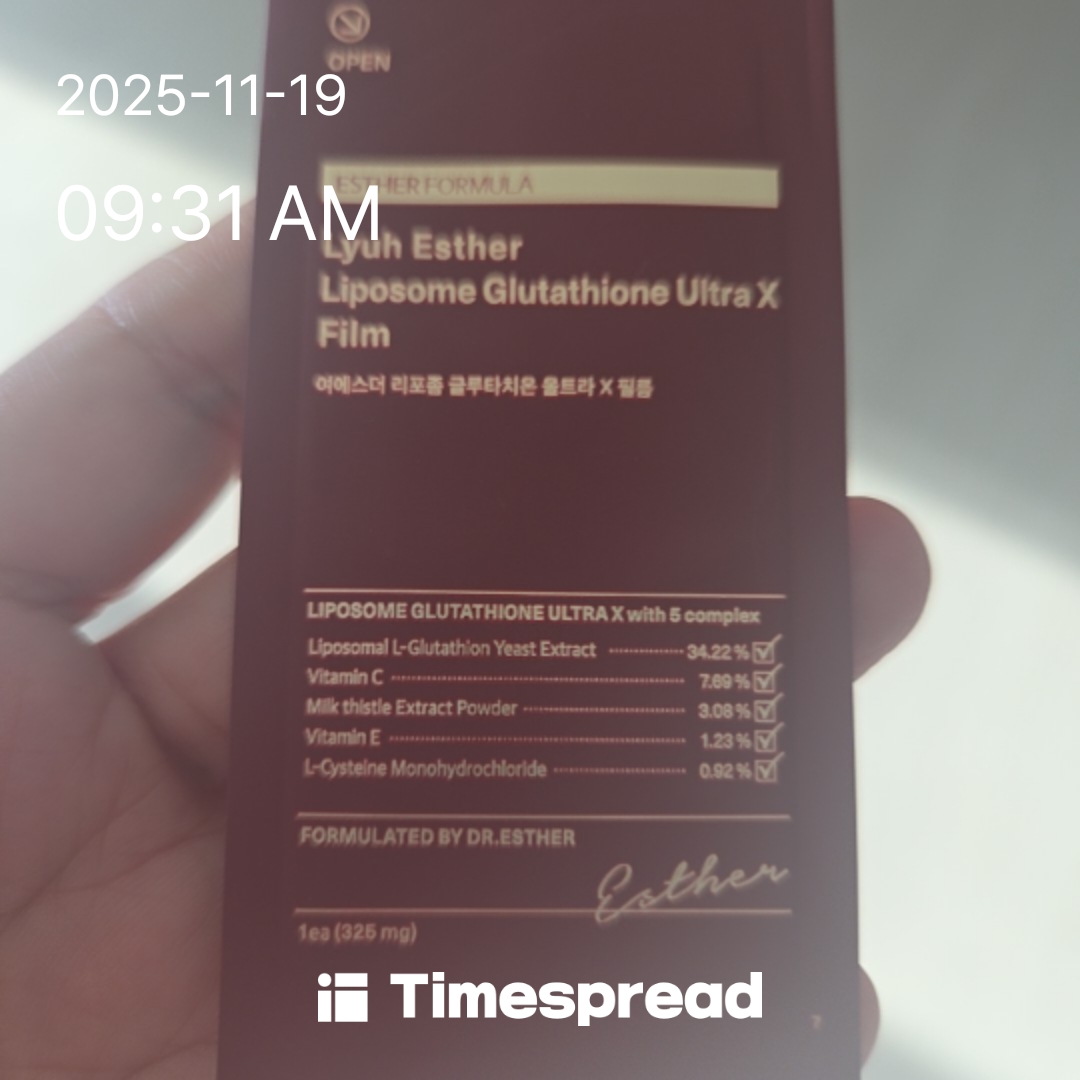 OPEN
2025-11-19
ESTHER FORMULA
09:31 AM
Lyuh Esther
Liposome Glutathione Ultra X
Film
여에스더 리포좀 글루타치온 울트라 X 필름
LIPOSOME GLUTATHIONE ULTRA X with 5 complex
Liposomal L-Glutathion Yeast Extract 34.22 %
Vitamin C 7.69 %
Milk thistle Extract Powder 3.08 %
Vitamin E 1.23 %
L-Cysteine Monohydrochloride 0.92 %
FORMULATED BY DR.ESTHER
Esther
1ea (325 mg)
Timespread